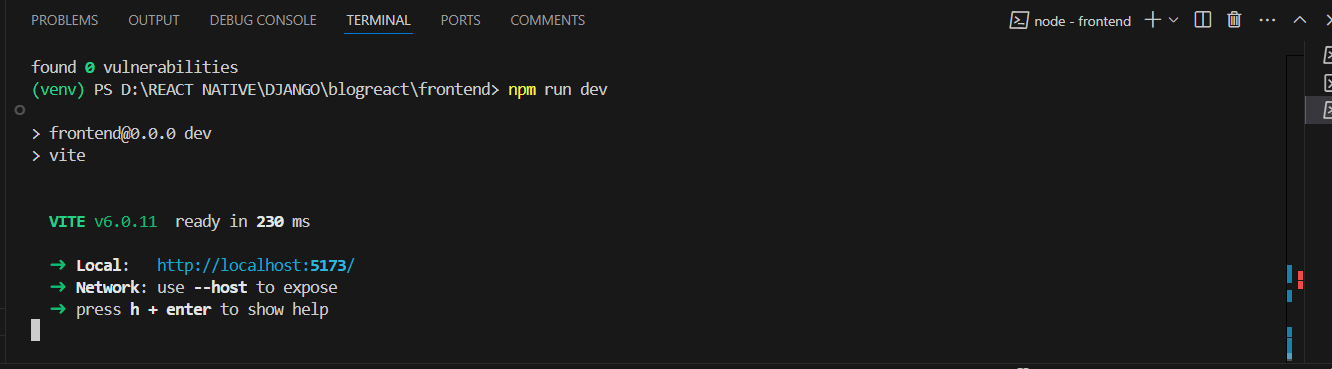 PROBLEMS OUTPUT DEBUG CONSOLE TERMINAL PORTS COMMENTS node - frontend
found 0 vulnerabilities
(venv) PS D:\REACT NATIVE\DJANGO\blogreact\frontend> npm run dev
> frontend@0.0.0 dev
> vite
VITE v6.0.11 ready in 230 ms
➜ Local: http://localhost:5173/
➜ Network: use --host to expose
➜ press h + enter to show help